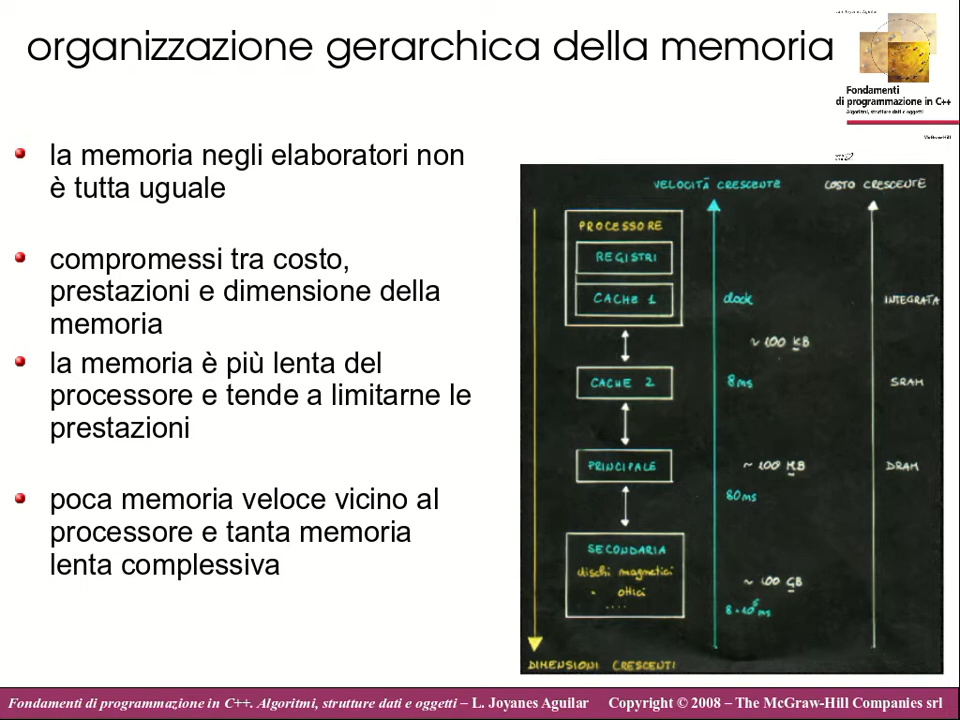 organizzazione gerarchica della memoria
Fondamenti
di programmazione in C++
Algoritmi, strutture dati e oggetti
la memoria negli elaboratori non
è tutta uguale
compromessi tra costo,
prestazioni e dimensione della
memoria
la memoria è più lenta del
processore e tende a limitarne le
prestazioni
poca memoria veloce vicino al
processore e tanta memoria
lenta complessiva
VELOCITÀ CRESCENTE
COSTO CRESCENTE
PROCESSORE
REGISTRI
CACHE 1
clock
INTEGRATA
~ 100 KB
CACHE 2
8ms
SRAM
PRINCIPALE
~ 100 MB
DRAM
80ms
SECONDARIA
dischi magnetici
" ottici
....
~ 100 GB
8·10⁵ms
DIMENSIONI CRESCENTI
Fondamenti di programmazione in C++. Algoritmi, strutture dati e oggetti – L. Joyanes Aguilar Copyright © 2008 – The McGraw-Hill Companies srl